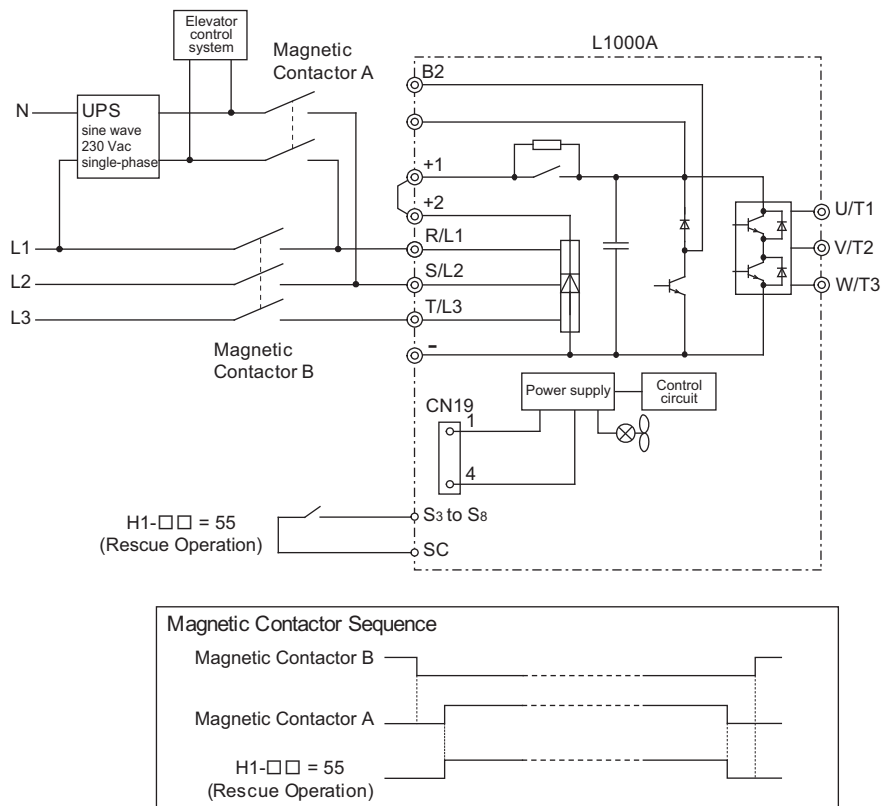 Elevator
control
system
Magnetic
Contactor A
L1000A
B2
N
UPS
sine wave
230 Vac
single-phase
+1
+2
U/T1
L1
R/L1
V/T2
L2
S/L2
W/T3
L3
T/L3
-
Magnetic
Contactor B
CN19
1
4
Power supply
Control
circuit
H1-□□ = 55
(Rescue Operation)
S3 to S8
SC
Magnetic Contactor Sequence
Magnetic Contactor B
Magnetic Contactor A
H1-□□ = 55
(Rescue Operation)